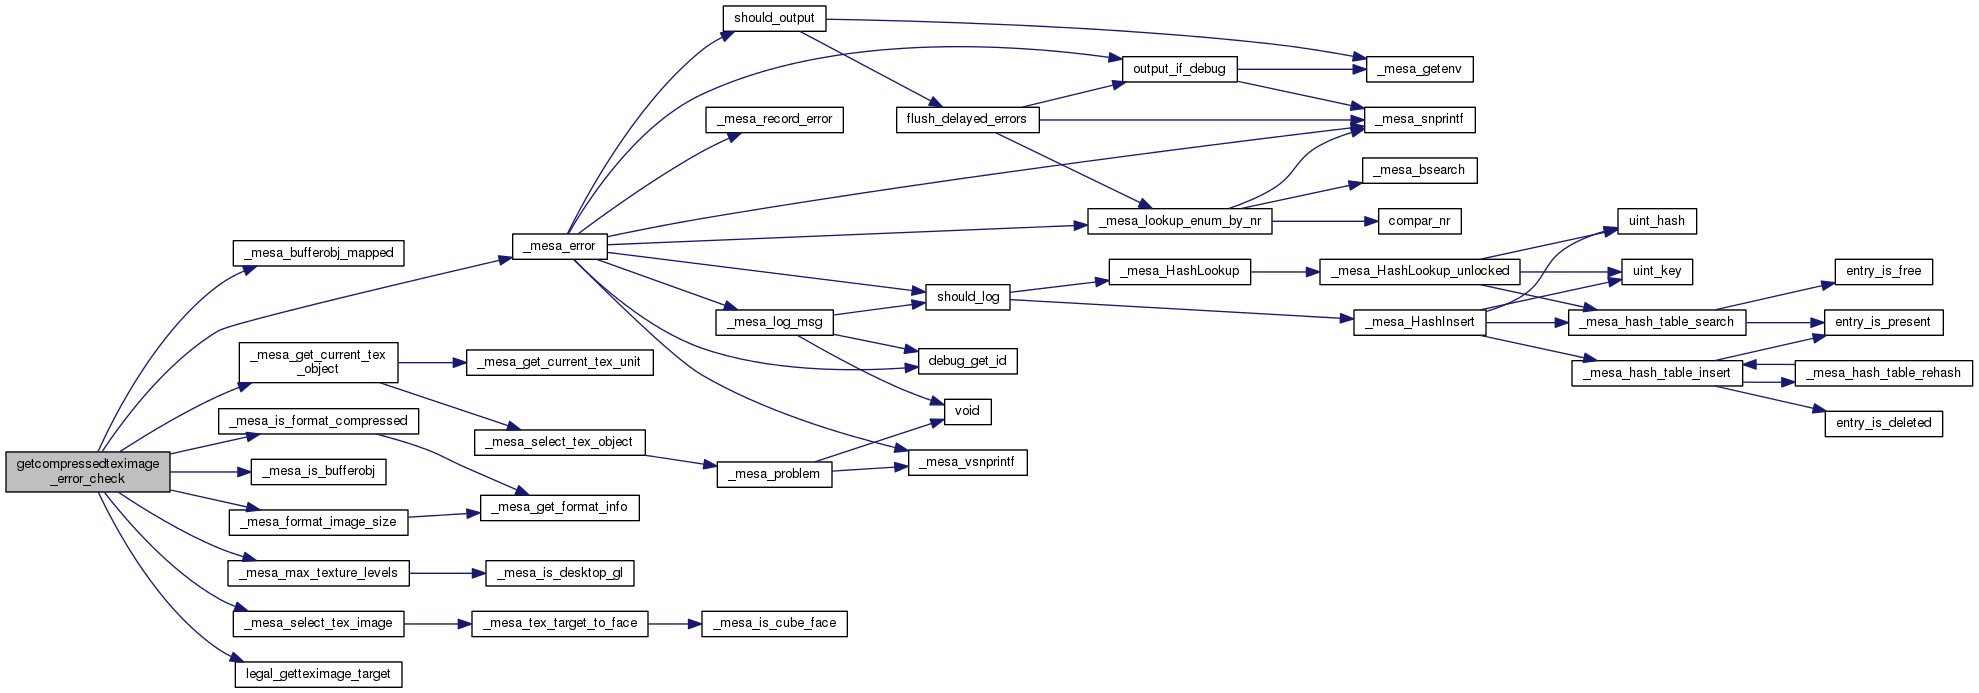 should_output
output_if_debug
_mesa_getenv
_mesa_record_error
flush_delayed_errors
_mesa_snprintf
_mesa_bsearch
_mesa_error
_mesa_lookup_enum_by_nr
compar_nr
uint_hash
_mesa_bufferobj_mapped
_mesa_HashLookup
_mesa_HashLookup_unlocked
uint_key
entry_is_free
should_log
_mesa_log_msg
_mesa_HashInsert
_mesa_hash_table_search
entry_is_present
_mesa_get_current_tex
_object
_mesa_get_current_tex_unit
debug_get_id
_mesa_hash_table_insert
_mesa_hash_table_rehash
_mesa_is_format_compressed
void
entry_is_deleted
_mesa_select_tex_object
getcompressedteximage
_error_check
_mesa_is_bufferobj
_mesa_problem
_mesa_vsnprintf
_mesa_format_image_size
_mesa_get_format_info
_mesa_max_texture_levels
_mesa_is_desktop_gl
_mesa_select_tex_image
_mesa_tex_target_to_face
_mesa_is_cube_face
legal_getteximage_target